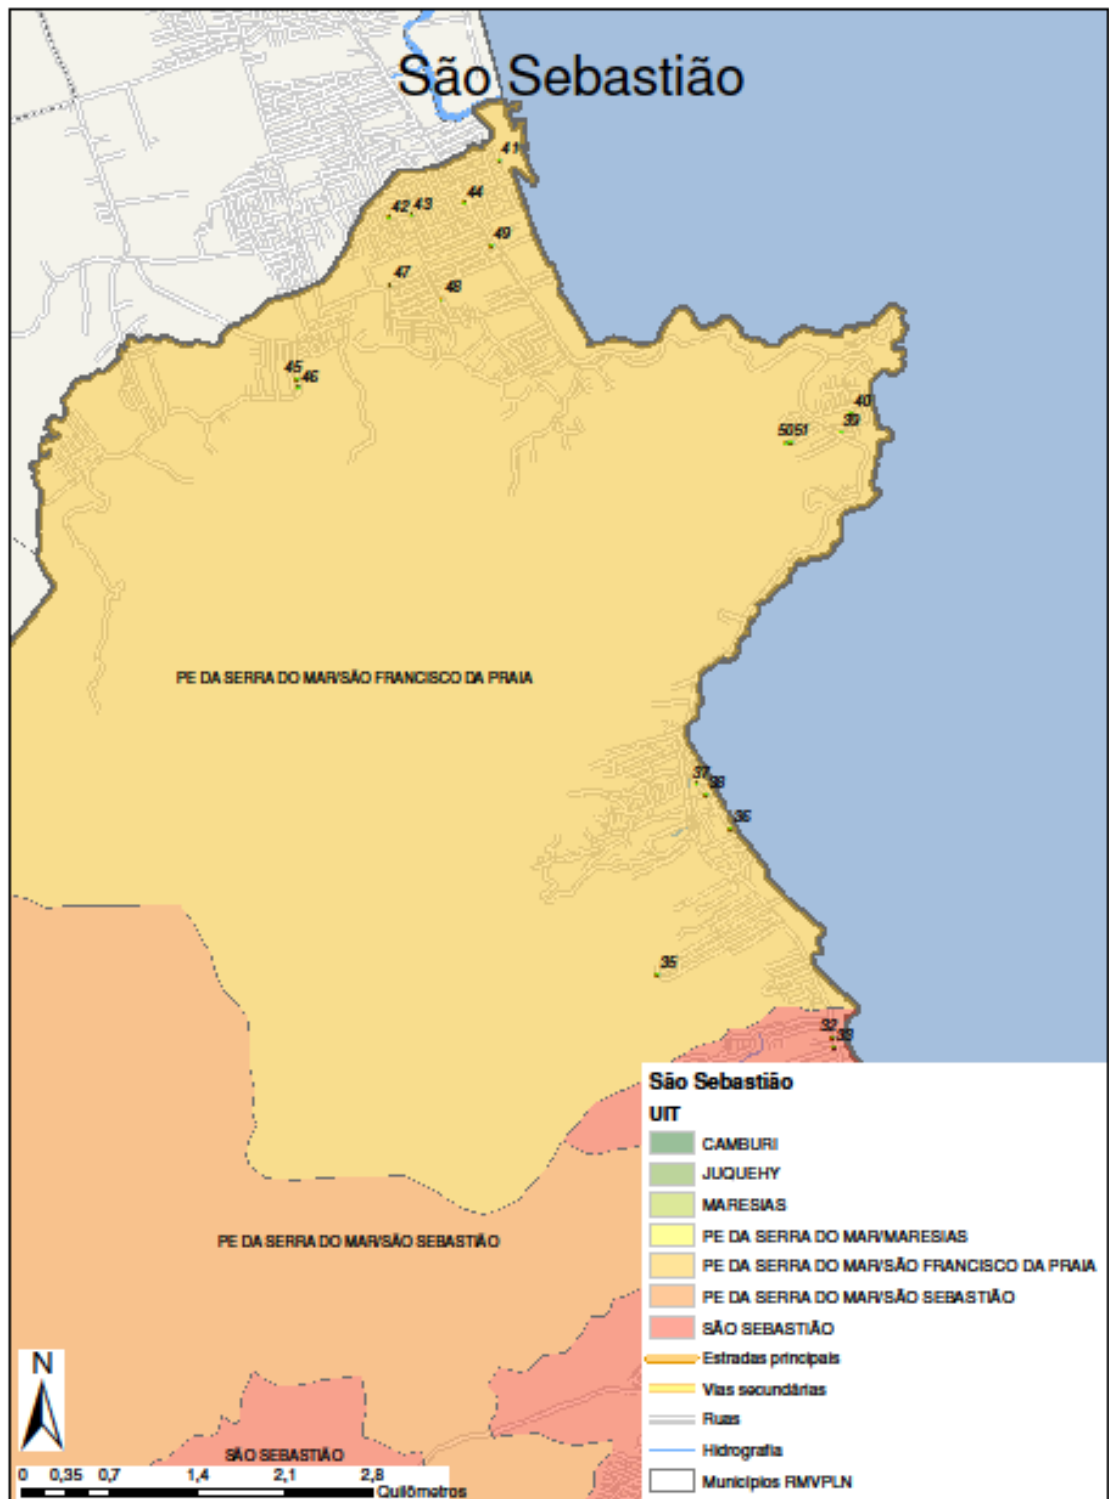 São Sebastião
41
44
42 43
49
47
48
45
46
40
39
5051
PE DA SERRA DO MAR/SÃO FRANCISCO DA PRAIA
37
38
36
35
32
33
São Sebastião
UIT
CAMBURI
JUQUEHY
MARESIAS
PE DA SERRA DO MAR/MARESIAS
PE DA SERRA DO MAR/SÃO FRANCISCO DA PRAIA
PE DA SERRA DO MAR/SÃO SEBASTIÃO
SÃO SEBASTIÃO
Estradas principais
Vias secundárias
Ruas
Hidrografia
Municípios RMVPLN
PE DA SERRA DO MAR/SÃO SEBASTIÃO
N
SÃO SEBASTIÃO
0 0,35 0,7 1,4 2,1 2,8
Quilômetros